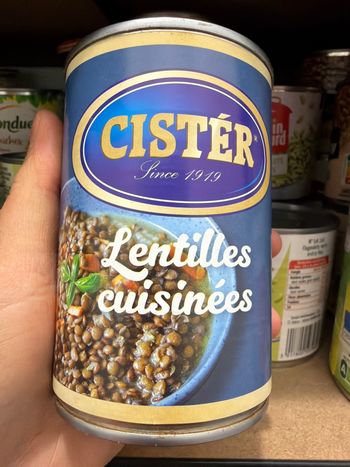 CISTÉR
Since 1919
Lentilles
cuisinées